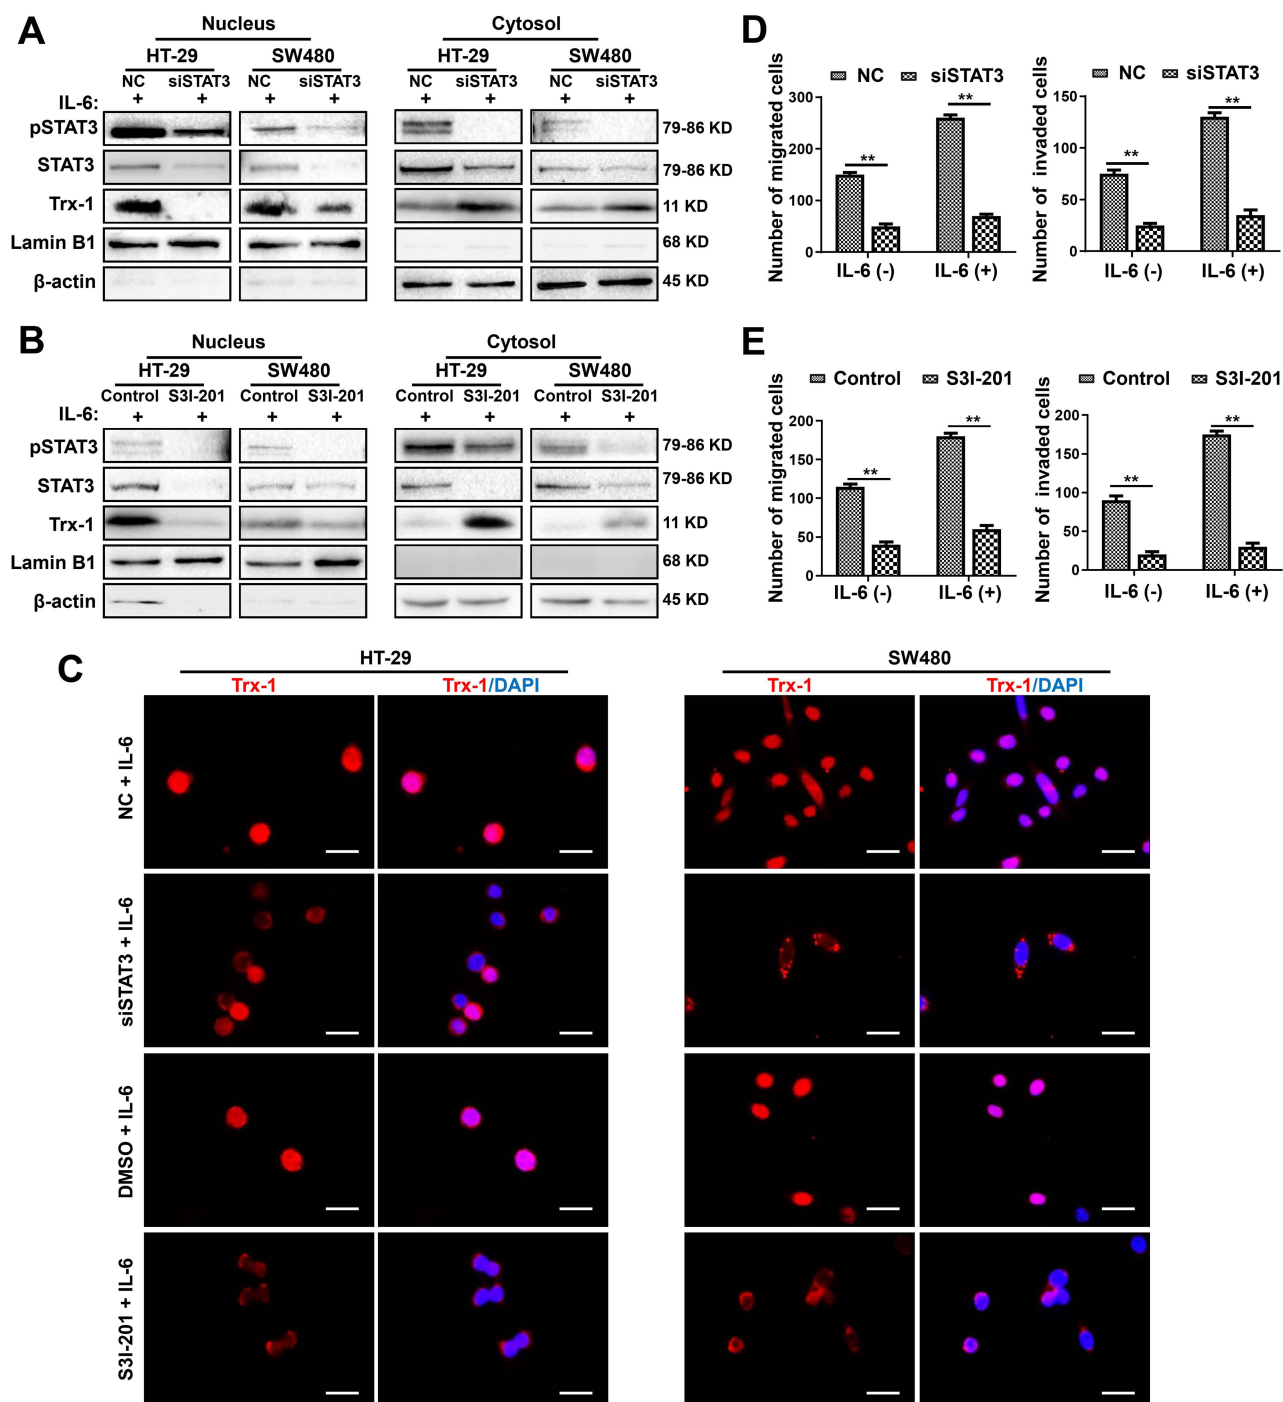 A
Nucleus
Cytosol
HT-29 SW480 HT-29 SW480
NC siSTAT3 NC siSTAT3 NC siSTAT3 NC siSTAT3
IL-6: + + + + + + + +
pSTAT3 79-86 KD
STAT3 79-86 KD
Trx-1 11 KD
Lamin B1 68 KD
β-actin 45 KD
D
NC siSTAT3
Number of migrated cells
300
200
100
0
** **
IL-6 (-) IL-6 (+)
NC siSTAT3
Number of invaded cells
150
100
50
0
** **
IL-6 (-) IL-6 (+)
B
Nucleus
Cytosol
HT-29 SW480 HT-29 SW480
Control S3I-201 Control S3I-201 Control S3I-201 Control S3I-201
IL-6: + + + + + + + +
pSTAT3 79-86 KD
STAT3 79-86 KD
Trx-1 11 KD
Lamin B1 68 KD
β-actin 45 KD
E
Control S3I-201
Number of migrated cells
200
150
100
50
0
** **
IL-6 (-) IL-6 (+)
Control S3I-201
Number of invaded cells
200
150
100
50
0
** **
IL-6 (-) IL-6 (+)
C
HT-29 SW480
Trx-1 Trx-1/DAPI Trx-1 Trx-1/DAPI
NC + IL-6
siSTAT3 + IL-6
DMSO + IL-6
S3I-201 + IL-6